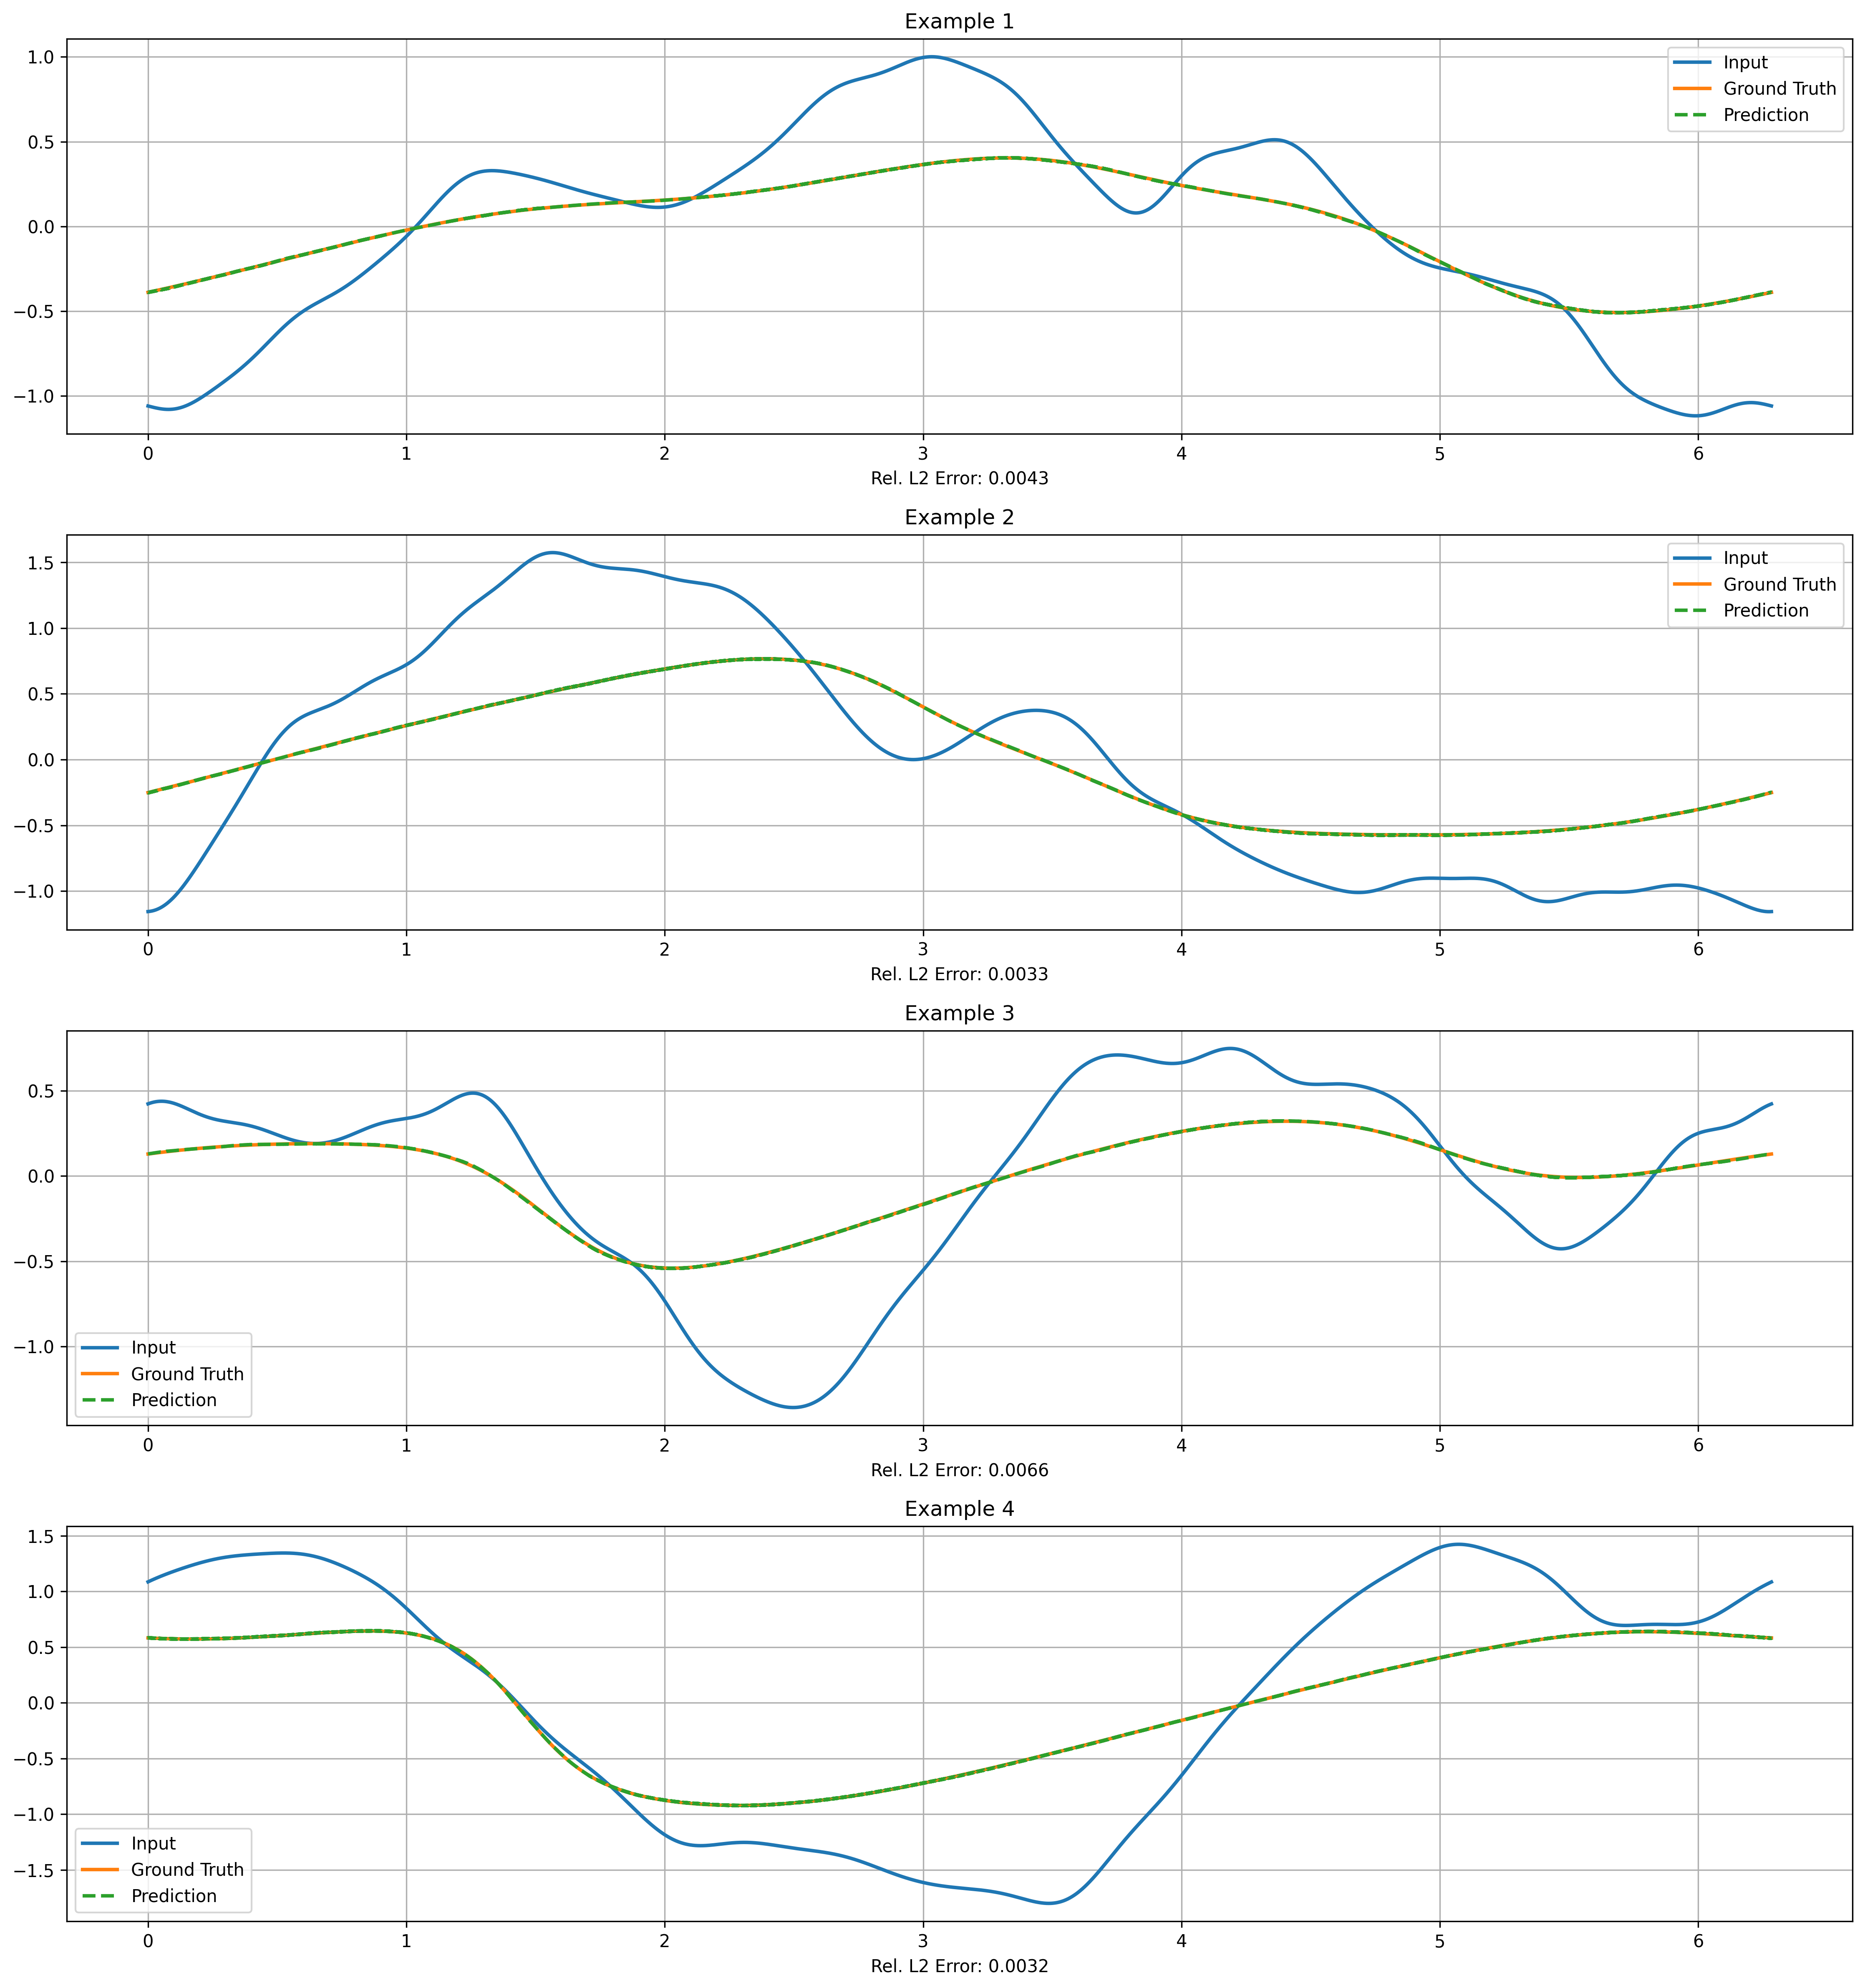 Example 1
1.0
0.5
0.0
−0.5
−1.0
Input
Ground Truth
Prediction
0 1 2 3 4 5 6
Rel. L2 Error: 0.0043
Example 2
1.5
1.0
0.5
0.0
−0.5
−1.0
Input
Ground Truth
Prediction
0 1 2 3 4 5 6
Rel. L2 Error: 0.0033
Example 3
0.5
0.0
−0.5
−1.0
Input
Ground Truth
Prediction
0 1 2 3 4 5 6
Rel. L2 Error: 0.0066
Example 4
1.5
1.0
0.5
0.0
−0.5
−1.0
−1.5
Input
Ground Truth
Prediction
0 1 2 3 4 5 6
Rel. L2 Error: 0.0032